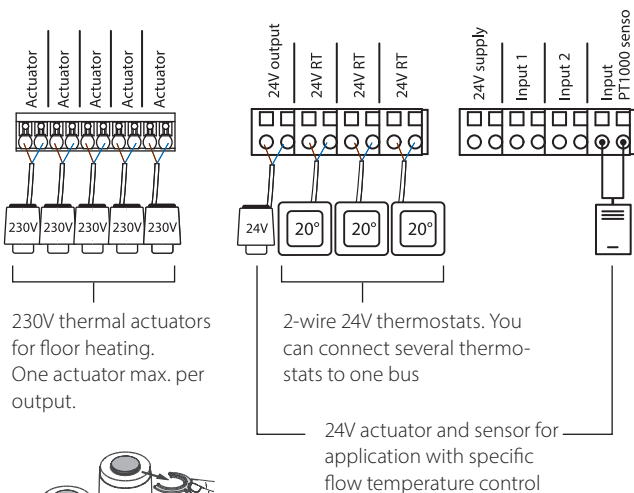 Actuator
Actuator
Actuator
Actuator
Actuator
24V output
24V RT
24V RT
24V RT
24V supply
Input 1
Input 2
Input
PT1000 senso
230V 230V 230V 230V 230V
24V
20° 20° 20°
230V thermal actuators
for floor heating.
One actuator max. per
output.
2-wire 24V thermostats. You
can connect several thermo-
stats to one bus
24V actuator and sensor for
application with specific
flow temperature control